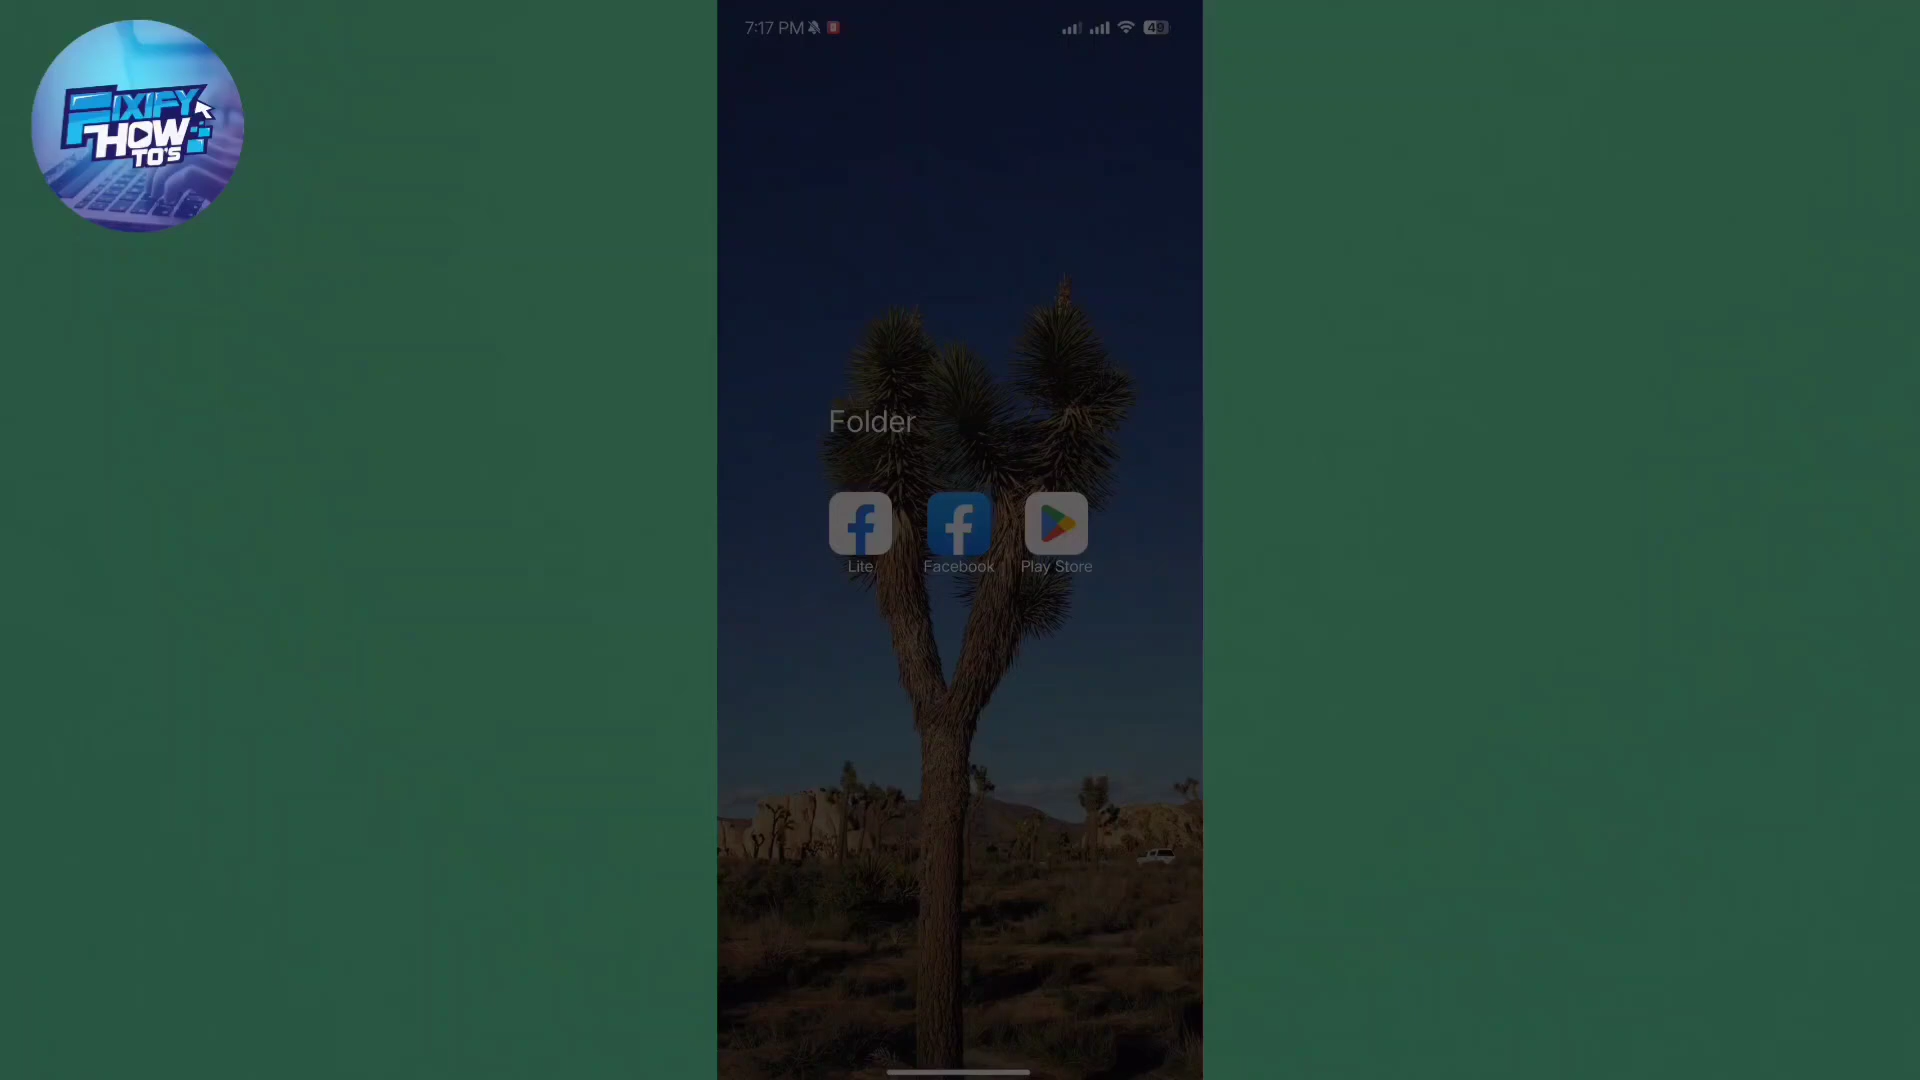 7:17 PM
49
FIXIFY
HOW
TO'S
Folder
Lite
Facebook
Play Store